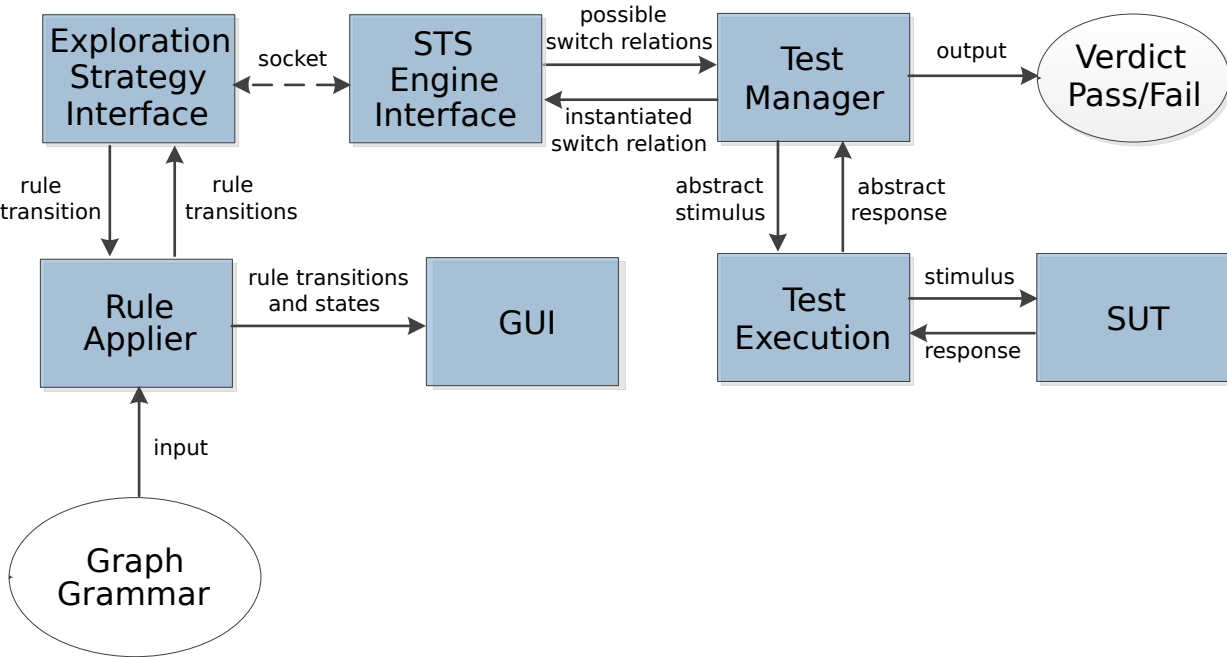 Exploration
Strategy
Interface
socket
STS
Engine
Interface
possible
switch relations
instantiated
switch relation
Test
Manager
output
Verdict
Pass/Fail
rule
transition
rule
transitions
abstract
stimulus
abstract
response
Rule
Applier
rule transitions
and states
GUI
Test
Execution
stimulus
response
SUT
input
Graph
Grammar